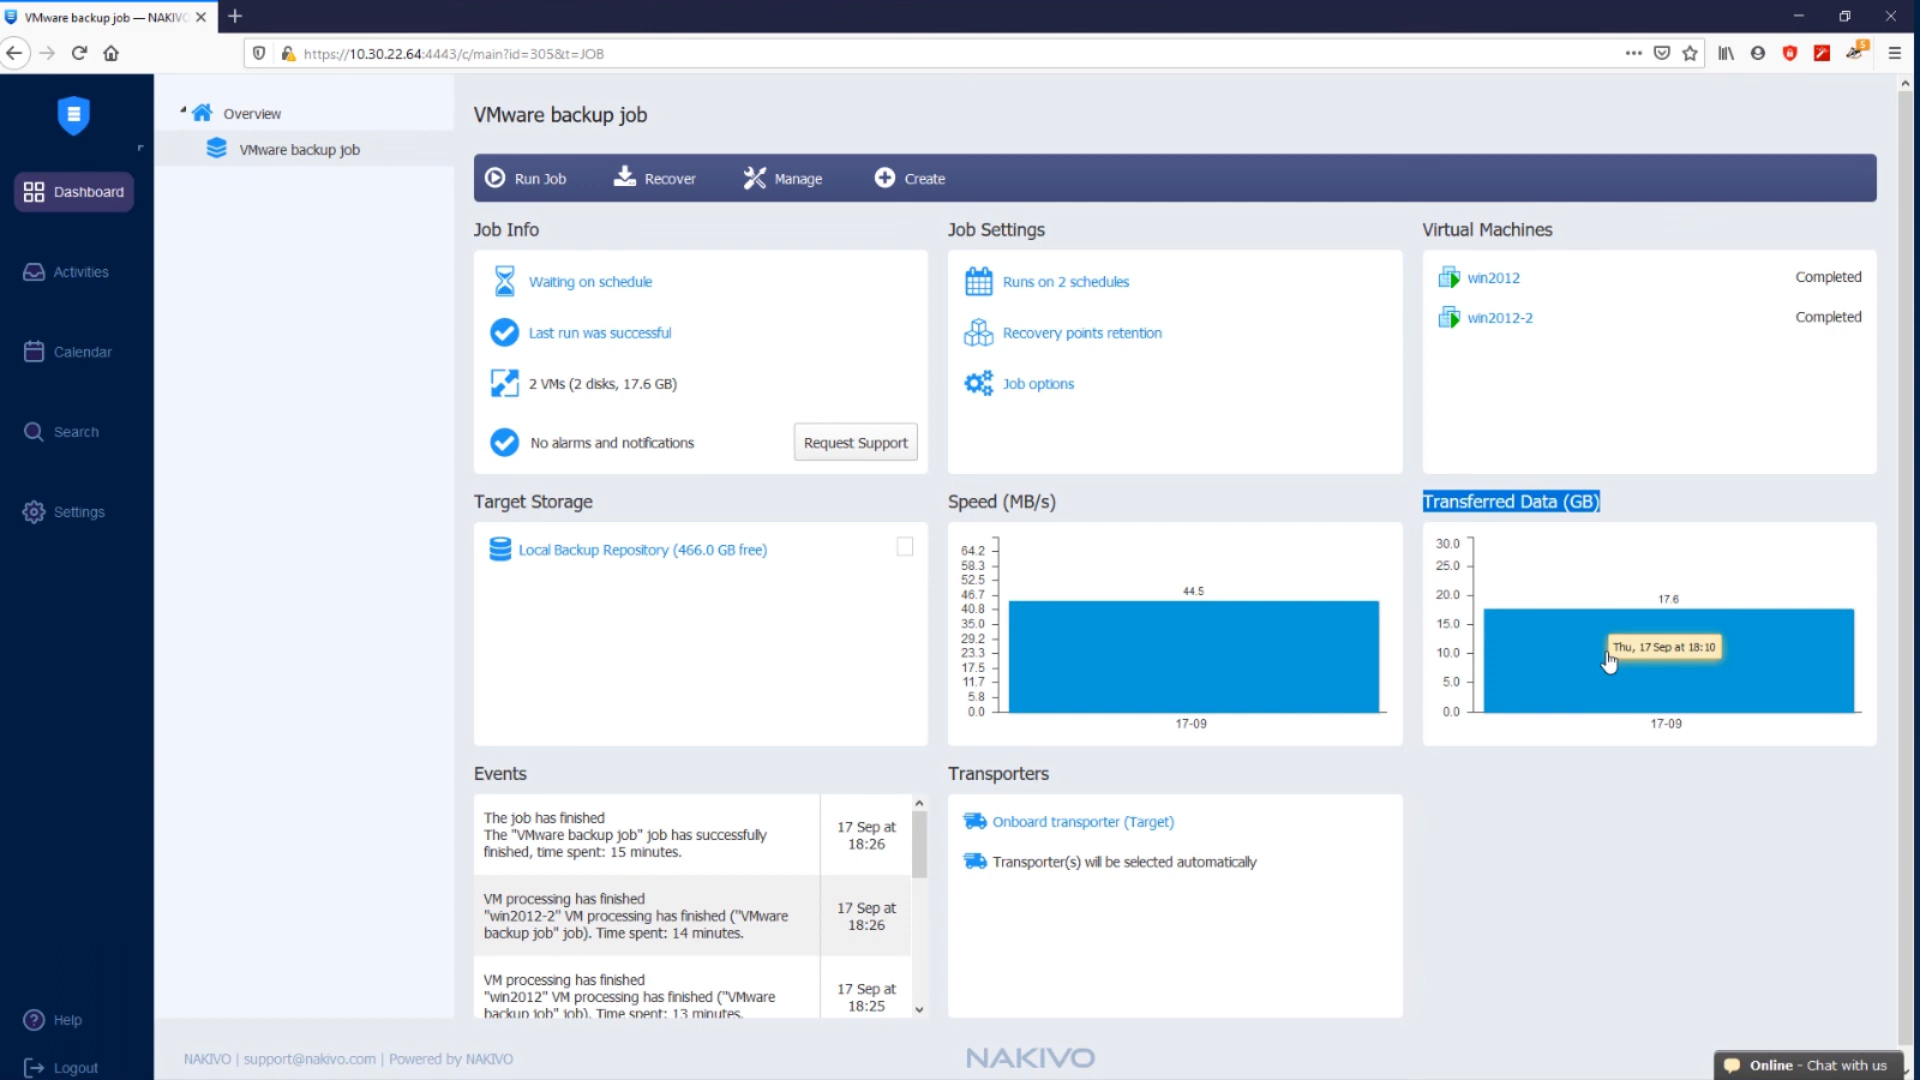 VMware backup job — NAKIVO
https://10.30.22.64:4443/c/main?id=305&t=JOB
5
Dashboard
Activities
Calendar
Search
Settings
Help
Logout
Overview
VMware backup job
VMware backup job
Run Job
Recover
Manage
Create
Job Info
Waiting on schedule
Last run was successful
2 VMs (2 disks, 17.6 GB)
No alarms and notifications
Request Support
Job Settings
Runs on 2 schedules
Recovery points retention
Job options
Virtual Machines
win2012 Completed
win2012-2 Completed
Target Storage
Local Backup Repository (466.0 GB free)
Speed (MB/s)
64.2
58.3
52.5
46.7
40.8
35.0
29.2
23.3
17.5
11.7
5.8
0.0
44.5
17-09
Transferred Data (GB)
30.0
25.0
20.0
15.0
10.0
5.0
0.0
17.6
Thu, 17 Sep at 18:10
17-09
Events
The job has finished
The "VMware backup job" job has successfully
finished, time spent: 15 minutes.
17 Sep at
18:26
VM processing has finished
"win2012-2" VM processing has finished ("VMware
backup job" job). Time spent: 14 minutes.
17 Sep at
18:26
VM processing has finished
"win2012" VM processing has finished ("VMware
backup job" job). Time spent: 13 minutes.
17 Sep at
18:25
Transporters
Onboard transporter (Target)
Transporter(s) will be selected automatically
NAKIVO | support@nakivo.com | Powered by NAKIVO
NAKIVO
Online - Chat with us